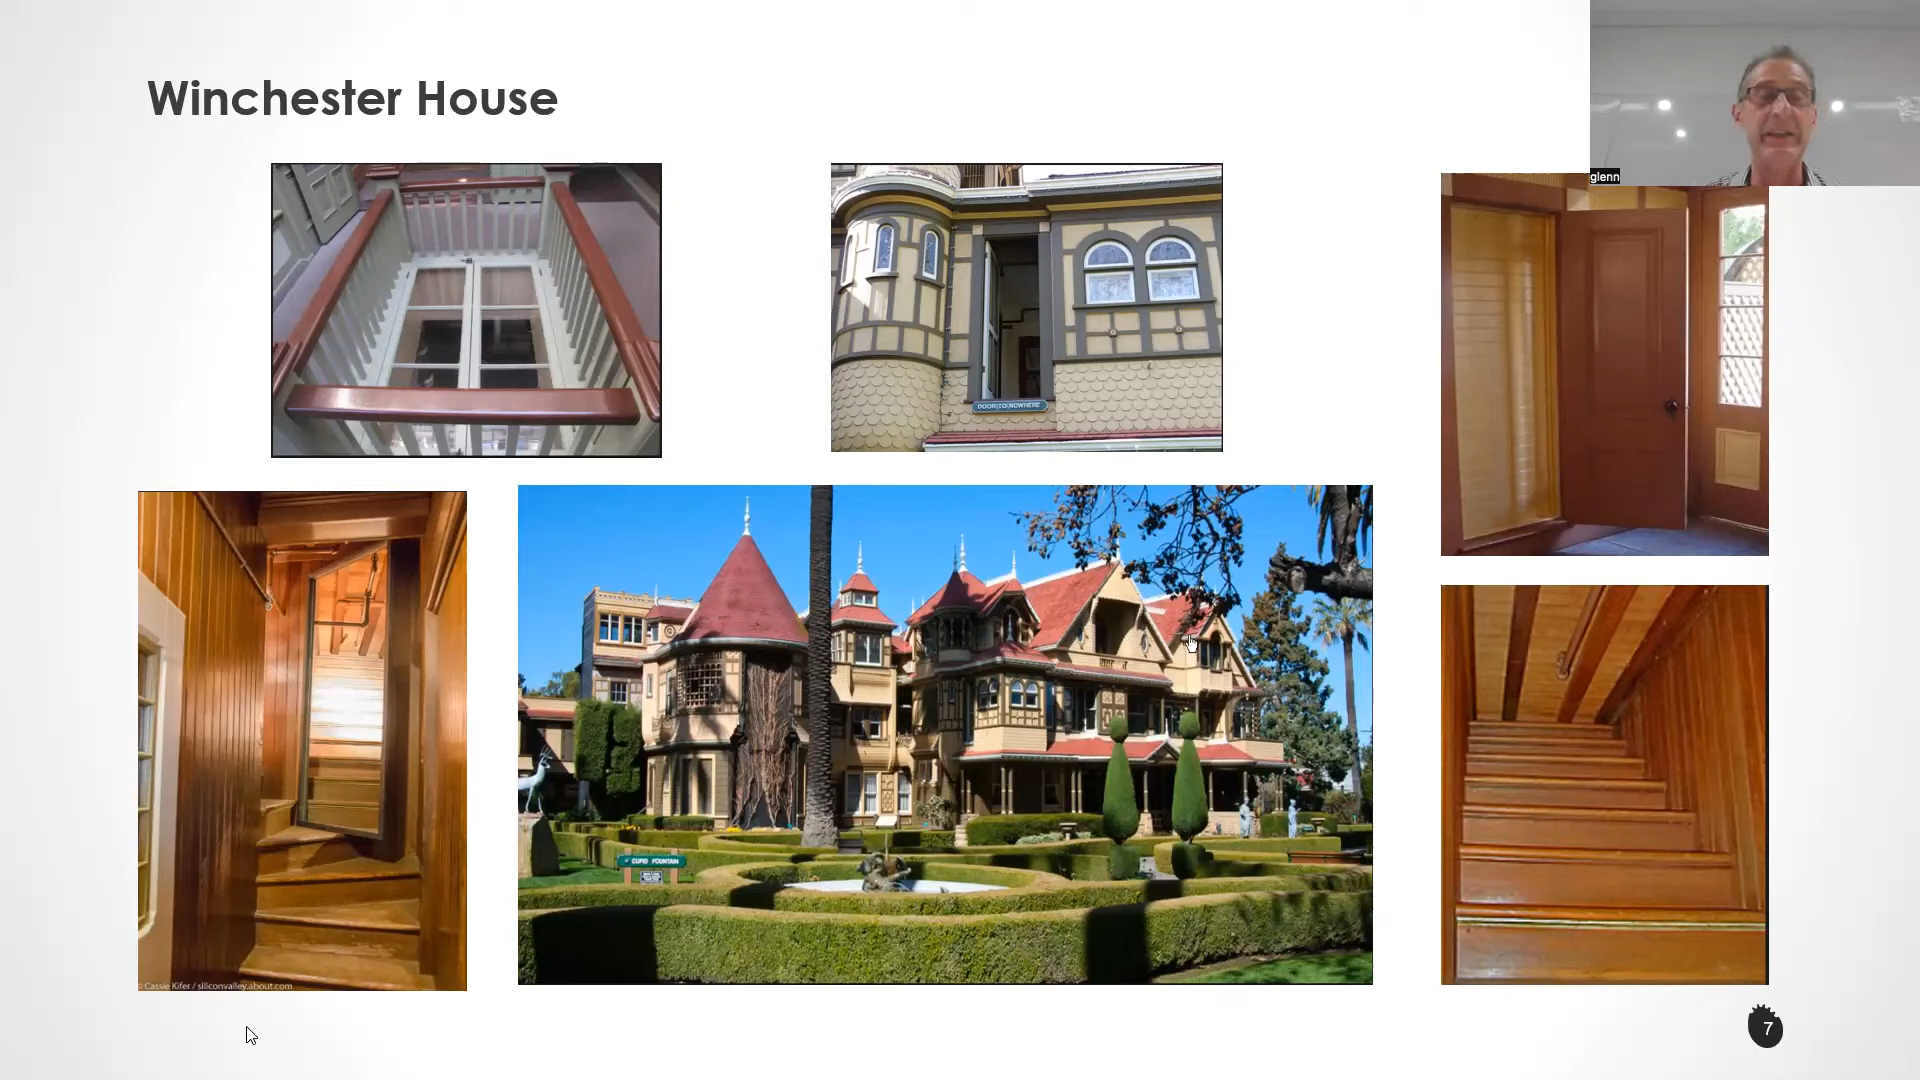 Winchester House
glenn
DOOR TO NOWHERE
CUPID FOUNTAIN
© Cassie Kifer / siliconvalley.about.com
7